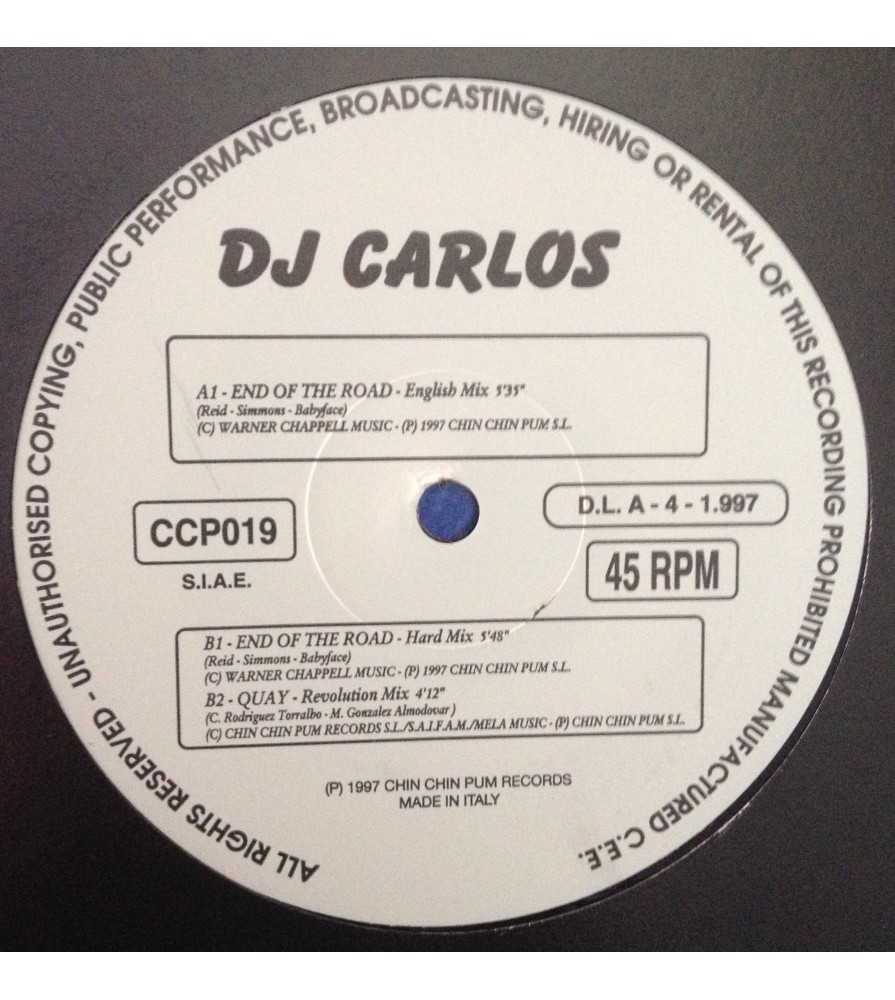 ALL RIGHTS RESERVED - UNAUTHORISED COPYING, PUBLIC PERFORMANCE, BROADCASTING, HIRING OR RENTAL OF THIS RECORDING PROHIBITED MANUFACTURED C.E.E.
DJ CARLOS
A1 - END OF THE ROAD - English Mix 5'35"
(Reid - Simmons - Babyface)
(C) WARNER CHAPPELL MUSIC - (P) 1997 CHIN CHIN PUM S.L.
CCP019
S.I.A.E.
D.L. A - 4 - 1.997
45 RPM
B1 - END OF THE ROAD - Hard Mix 5'48"
(Reid - Simmons - Babyface)
(C) WARNER CHAPPELL MUSIC - (P) 1997 CHIN CHIN PUM S.L.
B2 - QUAY - Revolution Mix 4'12"
(C. Rodriguez Torralbo - M. Gonzalez Almodovar )
(C) CHIN CHIN PUM RECORDS S.L./S.A.I.F.A.M./MELA MUSIC - (P) CHIN CHIN PUM S.L.
(P) 1997 CHIN CHIN PUM RECORDS
MADE IN ITALY